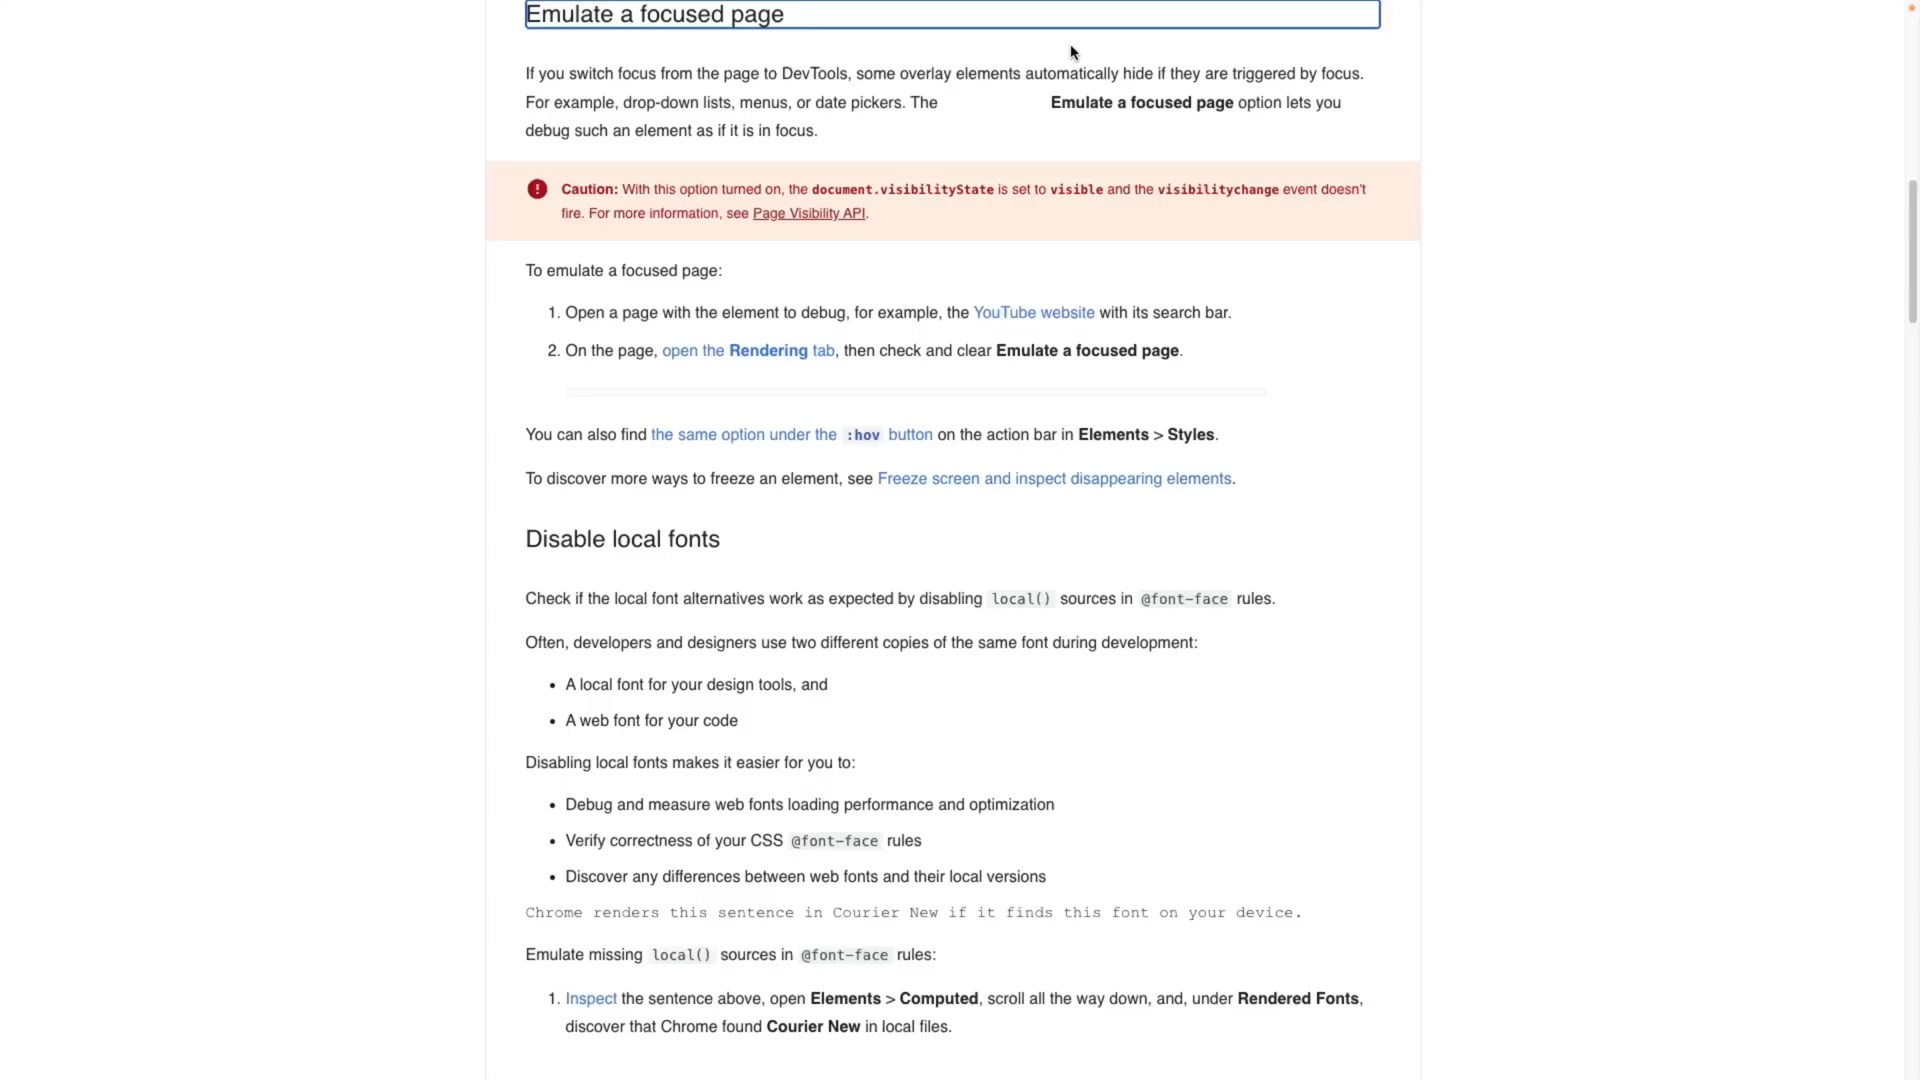 Emulate a focused page
If you switch focus from the page to DevTools, some overlay elements automatically hide if they are triggered by focus.
For example, drop-down lists, menus, or date pickers. The Emulate a focused page option lets you
debug such an element as if it is in focus.
Caution: With this option turned on, the document.visibilityState is set to visible and the visibilitychange event doesn't
fire. For more information, see Page Visibility API.
To emulate a focused page:
1. Open a page with the element to debug, for example, the YouTube website with its search bar.
2. On the page, open the Rendering tab, then check and clear Emulate a focused page.
You can also find the same option under the :hov button on the action bar in Elements > Styles.
To discover more ways to freeze an element, see Freeze screen and inspect disappearing elements.
Disable local fonts
Check if the local font alternatives work as expected by disabling local() sources in @font-face rules.
Often, developers and designers use two different copies of the same font during development:
• A local font for your design tools, and
• A web font for your code
Disabling local fonts makes it easier for you to:
• Debug and measure web fonts loading performance and optimization
• Verify correctness of your CSS @font-face rules
• Discover any differences between web fonts and their local versions
Chrome renders this sentence in Courier New if it finds this font on your device.
Emulate missing local() sources in @font-face rules:
1. Inspect the sentence above, open Elements > Computed, scroll all the way down, and, under Rendered Fonts,
discover that Chrome found Courier New in local files.